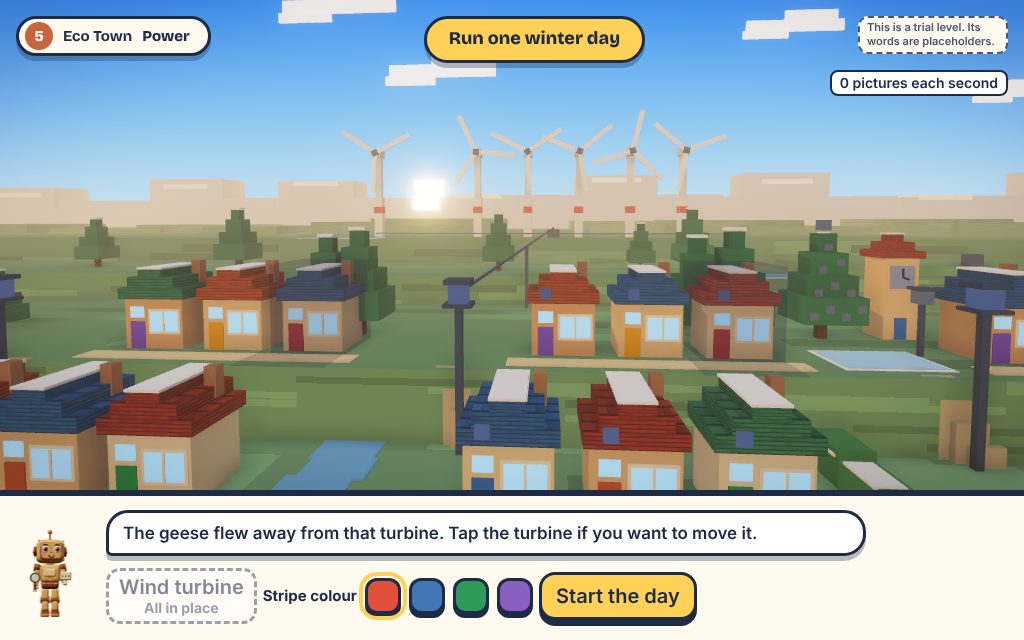 5 Eco Town Power
Run one winter day
This is a trial level. Its
words are placeholders.
0 pictures each second
The geese flew away from that turbine. Tap the turbine if you want to move it.
Wind turbine
All in place
Stripe colour
Start the day